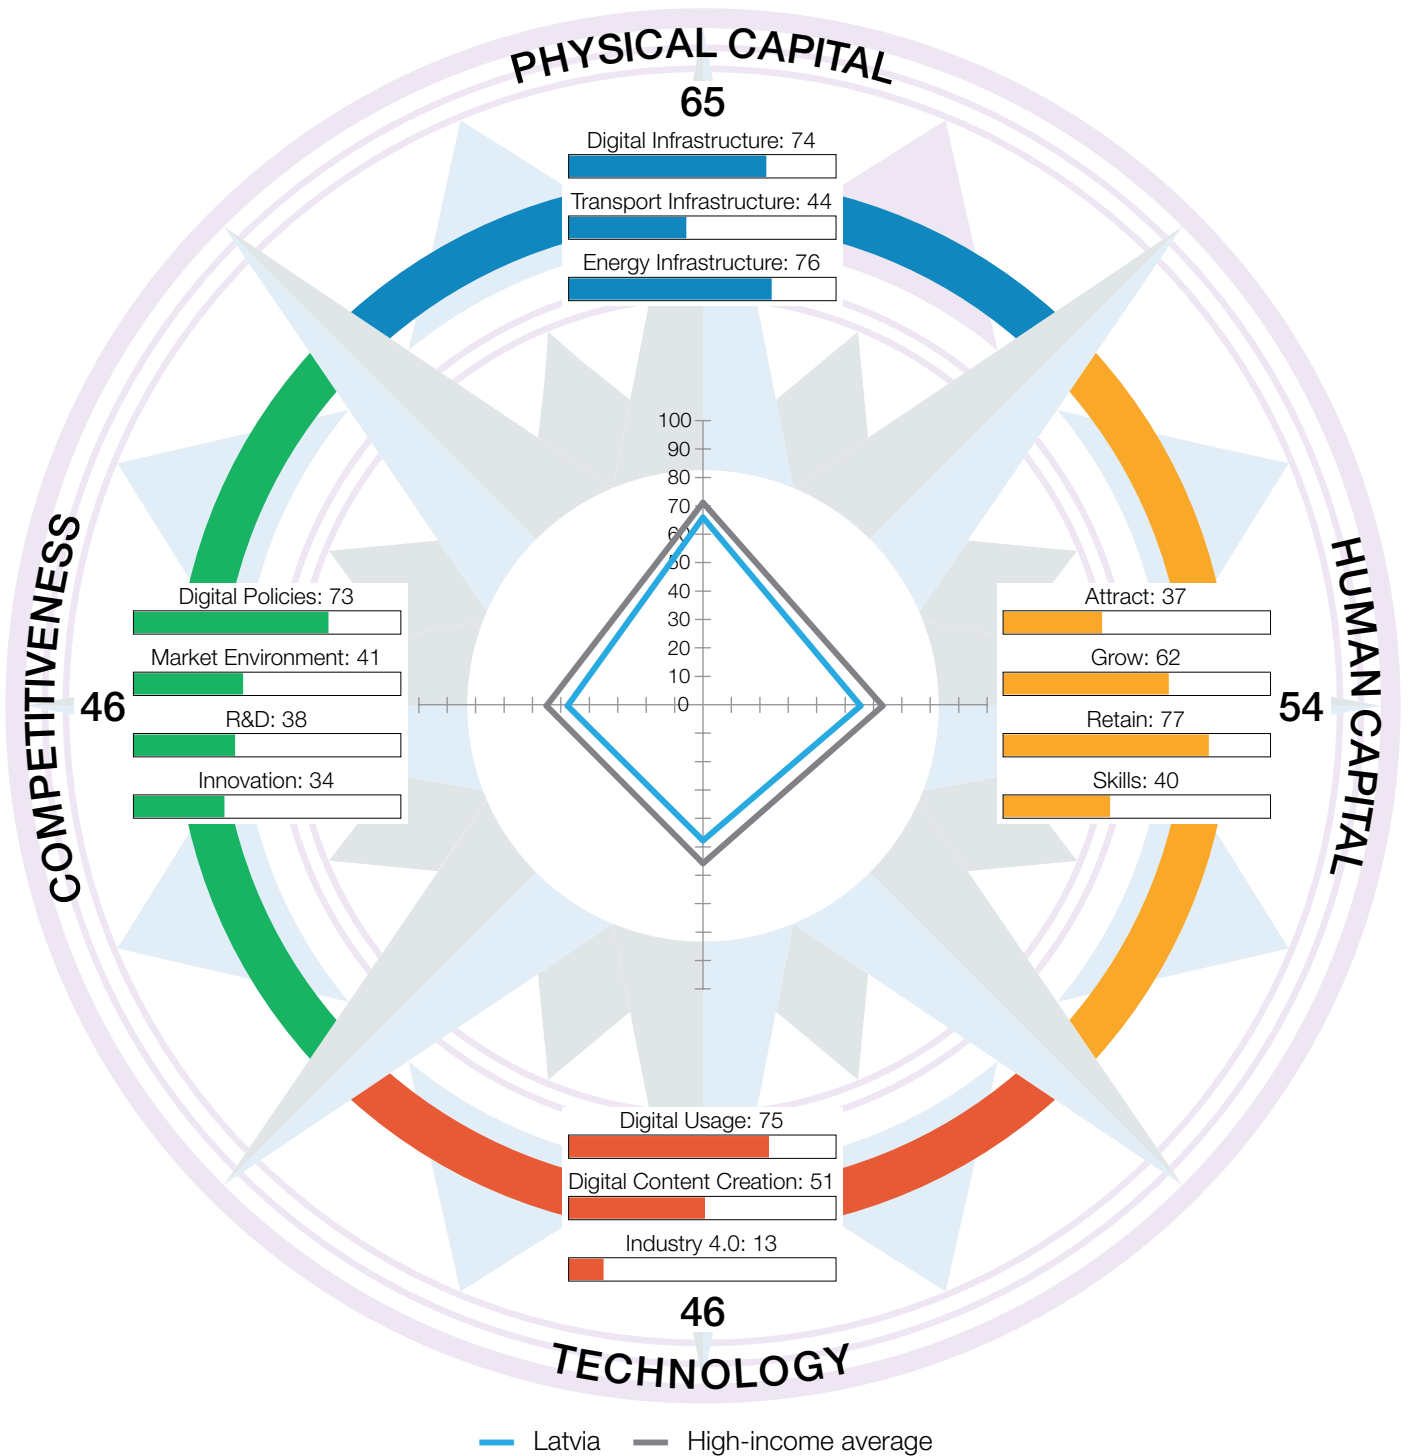 PHYSICAL CAPITAL
65
Digital Infrastructure: 74
Transport Infrastructure: 44
Energy Infrastructure: 76
100
90
80
70
60
50
40
30
20
10
0
COMPETITIVENESS
46
Digital Policies: 73
Market Environment: 41
R&D: 38
Innovation: 34
HUMAN CAPITAL
54
Attract: 37
Grow: 62
Retain: 77
Skills: 40
Digital Usage: 75
Digital Content Creation: 51
Industry 4.0: 13
46
TECHNOLOGY
Latvia
High-income average